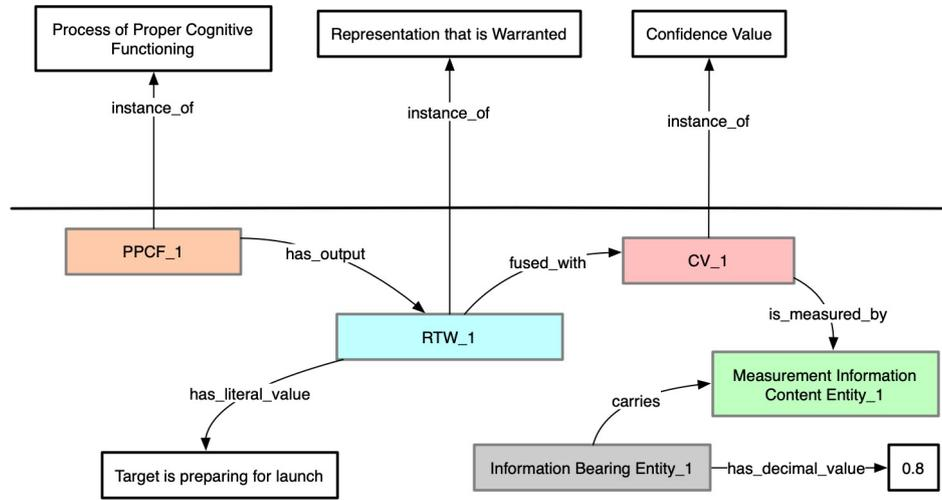 Process of Proper Cognitive
Functioning
Representation that is Warranted
Confidence Value
instance_of
instance_of
instance_of
PPCF_1
has_output
fused_with
CV_1
RTW_1
is_measured_by
has_literal_value
Measurement Information
Content Entity_1
carries
Target is preparing for launch
Information Bearing Entity_1
has_decimal_value
0.8